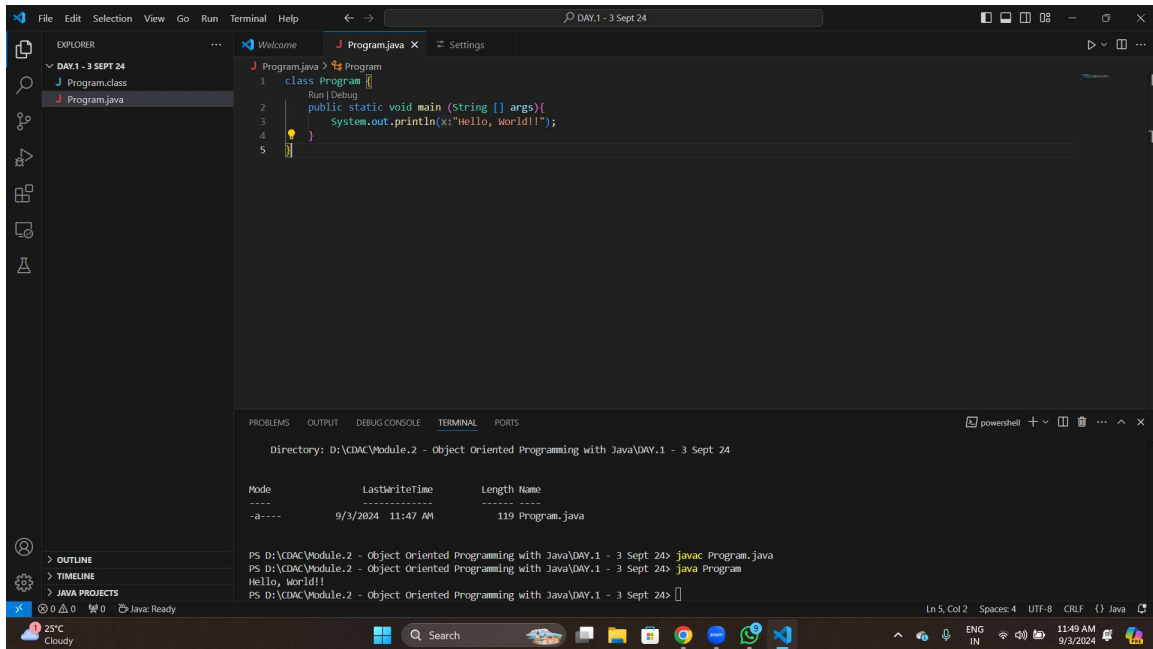 File Edit Selection View Go Run Terminal Help
DAY.1 - 3 Sept 24
EXPLORER
Welcome
Program.java
Settings
DAY.1 - 3 SEPT 24
Program.java > Program
Program.class
Program.java
1 class Program {
Run | Debug
2 public static void main (String [] args){
3 System.out.println(x:"Hello, World!!");
4 }
5 }
PROBLEMS OUTPUT DEBUG CONSOLE TERMINAL PORTS
powershell
Directory: D:\CDAC\Module.2 - Object Oriented Programming with Java\DAY.1 - 3 Sept 24
Mode LastWriteTime Length Name
---- ------------- ------ ----
-a---- 9/3/2024 11:47 AM 119 Program.java
PS D:\CDAC\Module.2 - Object Oriented Programming with Java\DAY.1 - 3 Sept 24> javac Program.java
PS D:\CDAC\Module.2 - Object Oriented Programming with Java\DAY.1 - 3 Sept 24> java Program
Hello, World!!
PS D:\CDAC\Module.2 - Object Oriented Programming with Java\DAY.1 - 3 Sept 24>
OUTLINE
TIMELINE
JAVA PROJECTS
0 0 0 Java: Ready
Ln 5, Col 2 Spaces: 4 UTF-8 CRLF {} Java
1
25°C
Cloudy
Search
zoom
9
ENG
IN
11:49 AM
9/3/2024
PRE